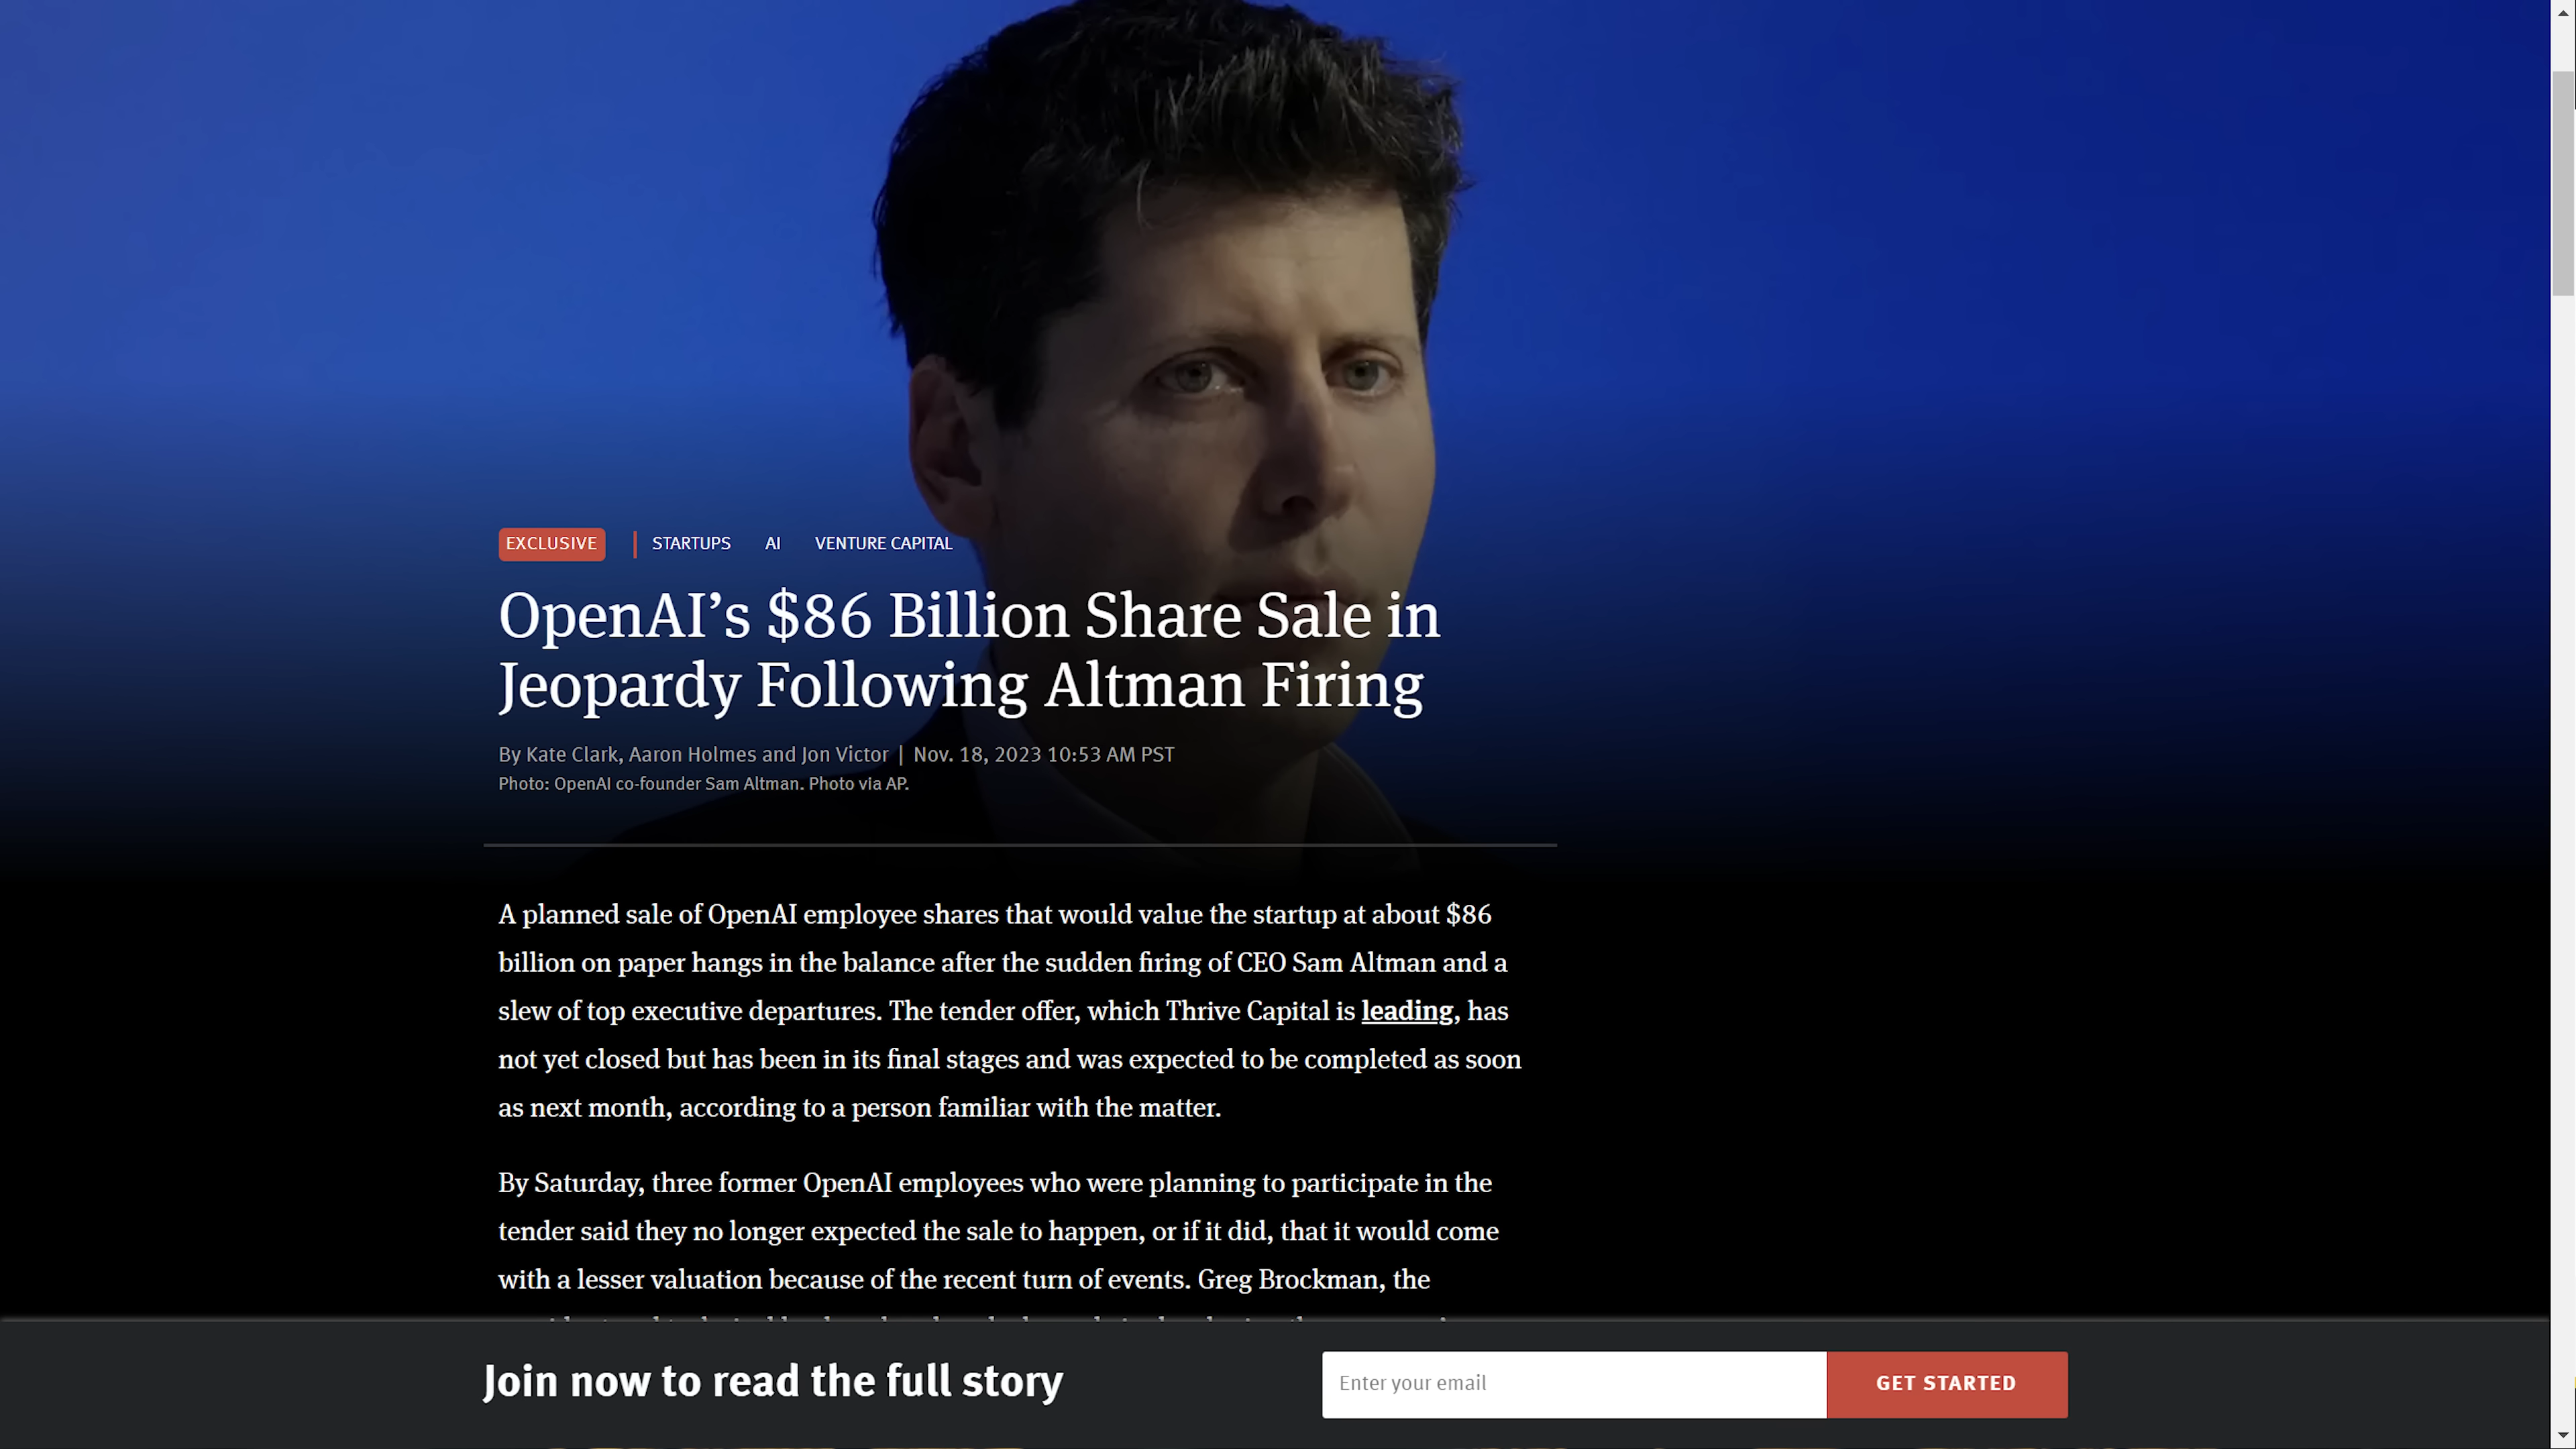 EXCLUSIVE | STARTUPS AI VENTURE CAPITAL
OpenAI’s $86 Billion Share Sale in
Jeopardy Following Altman Firing
By Kate Clark, Aaron Holmes and Jon Victor | Nov. 18, 2023 10:53 AM PST
Photo: OpenAI co-founder Sam Altman. Photo via AP.
A planned sale of OpenAI employee shares that would value the startup at about $86
billion on paper hangs in the balance after the sudden firing of CEO Sam Altman and a
slew of top executive departures. The tender offer, which Thrive Capital is leading, has
not yet closed but has been in its final stages and was expected to be completed as soon
as next month, according to a person familiar with the matter.
By Saturday, three former OpenAI employees who were planning to participate in the
tender said they no longer expected the sale to happen, or if it did, that it would come
with a lesser valuation because of the recent turn of events. Greg Brockman, the
Join now to read the full story
Enter your email
GET STARTED